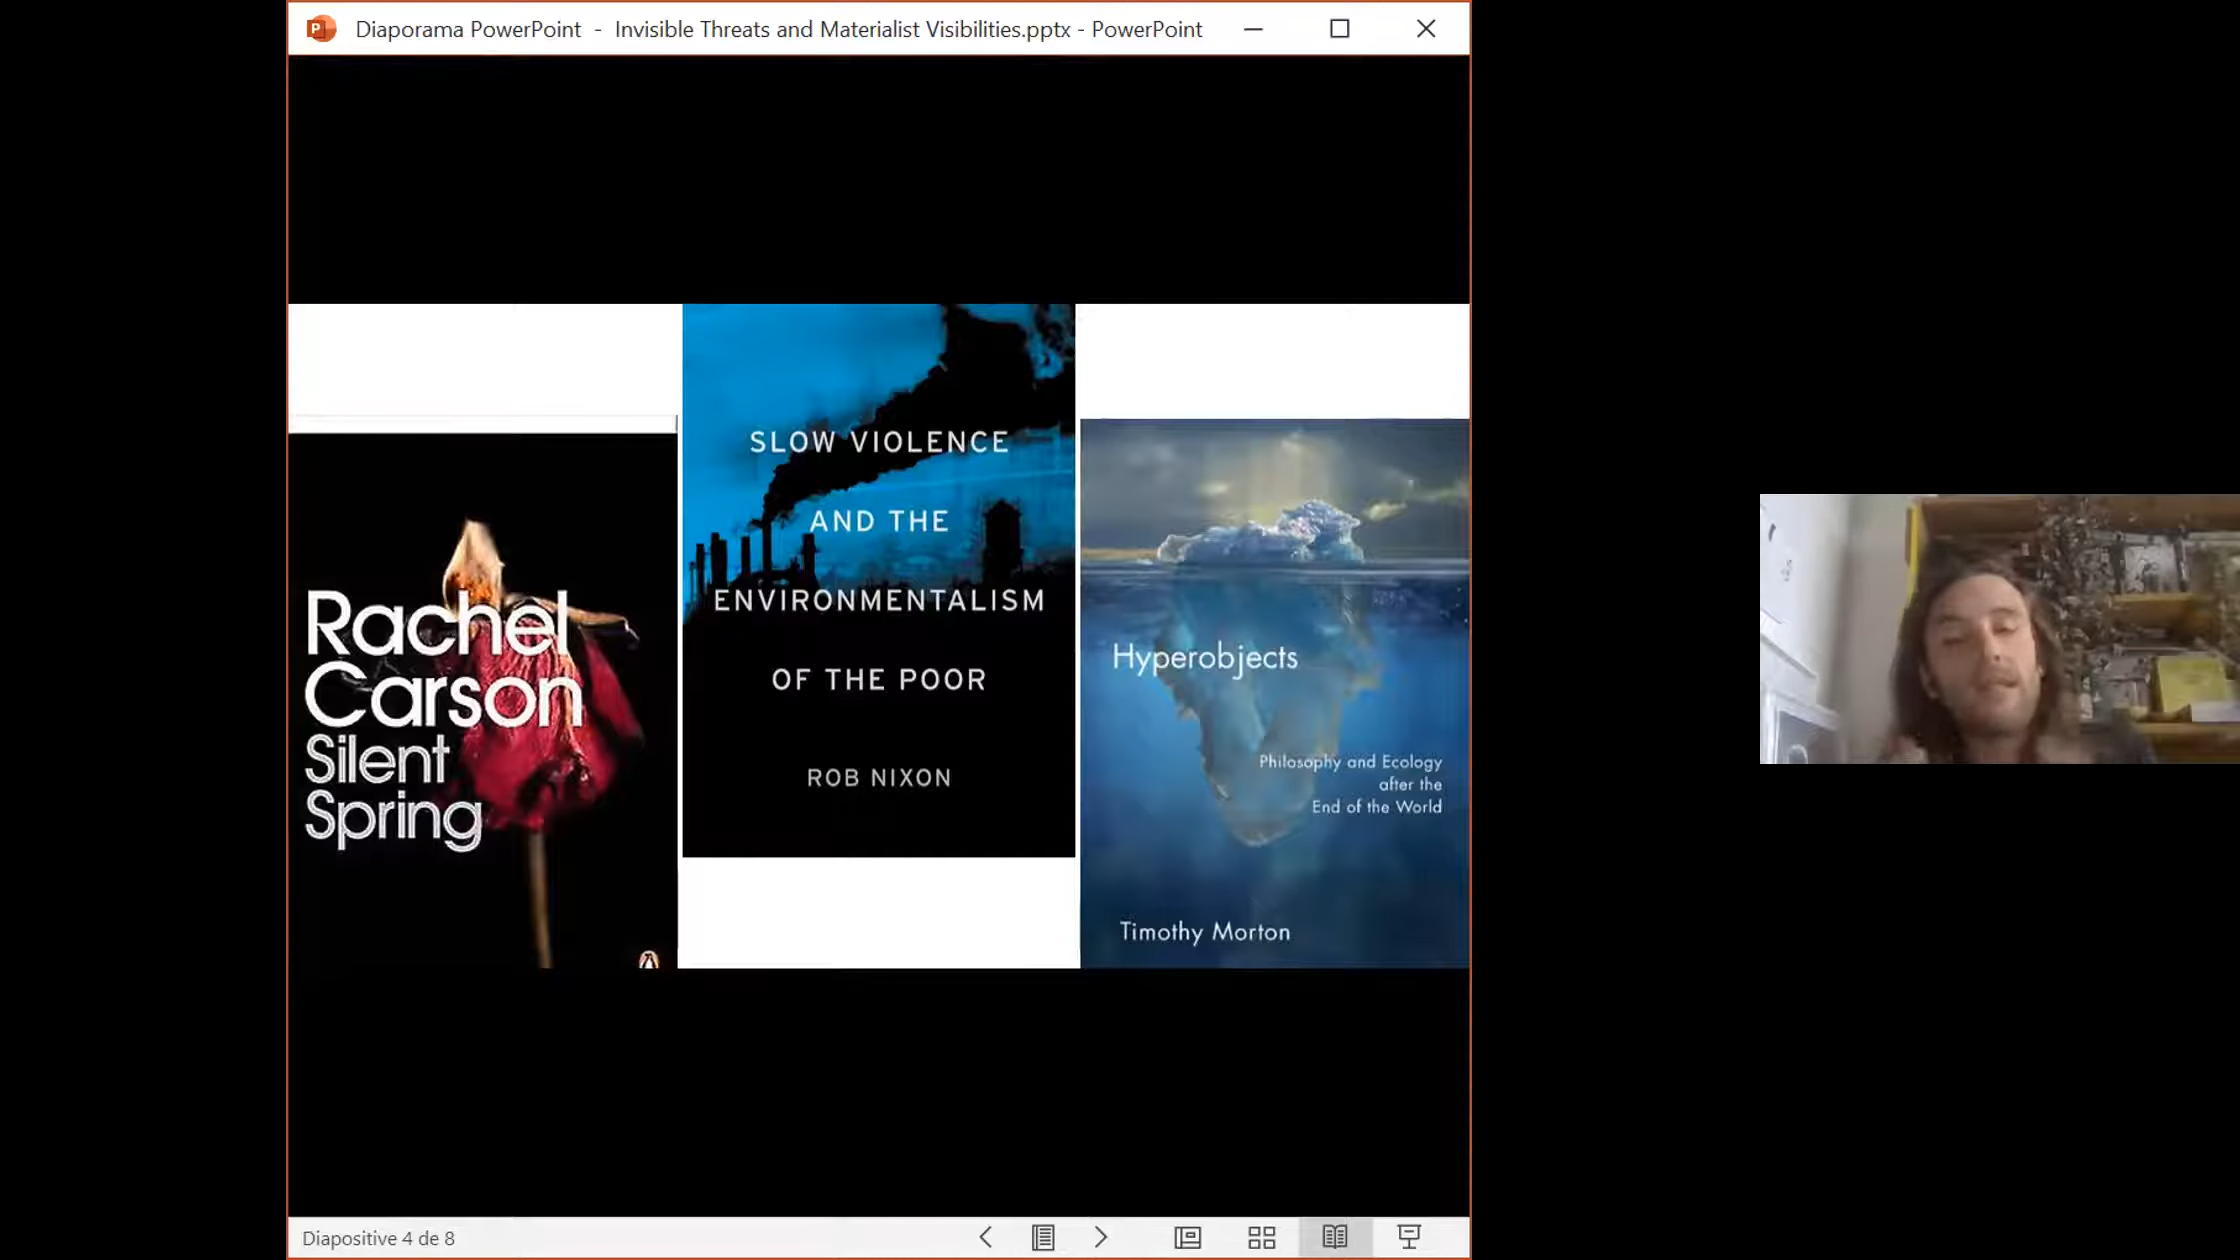 Diaporama PowerPoint - Invisible Threats and Materialist Visibilities.pptx - PowerPoint
Rachel
Carson
Silent
Spring
SLOW VIOLENCE
AND THE
ENVIRONMENTALISM
OF THE POOR
ROB NIXON
Hyperobjects
Philosophy and Ecology
after the
End of the World
Timothy Morton
Diapositive 4 de 8